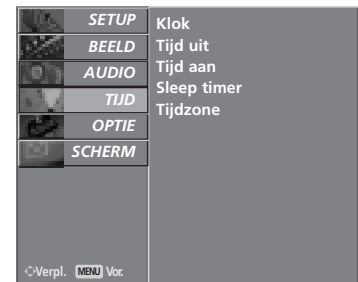 SETUP
BEELD
AUDIO
TIJD
OPTIE
SCHERM
Klok
Tijd uit
Tijd aan
Sleep timer
Tijdzone
Verpl. MENU Vor.